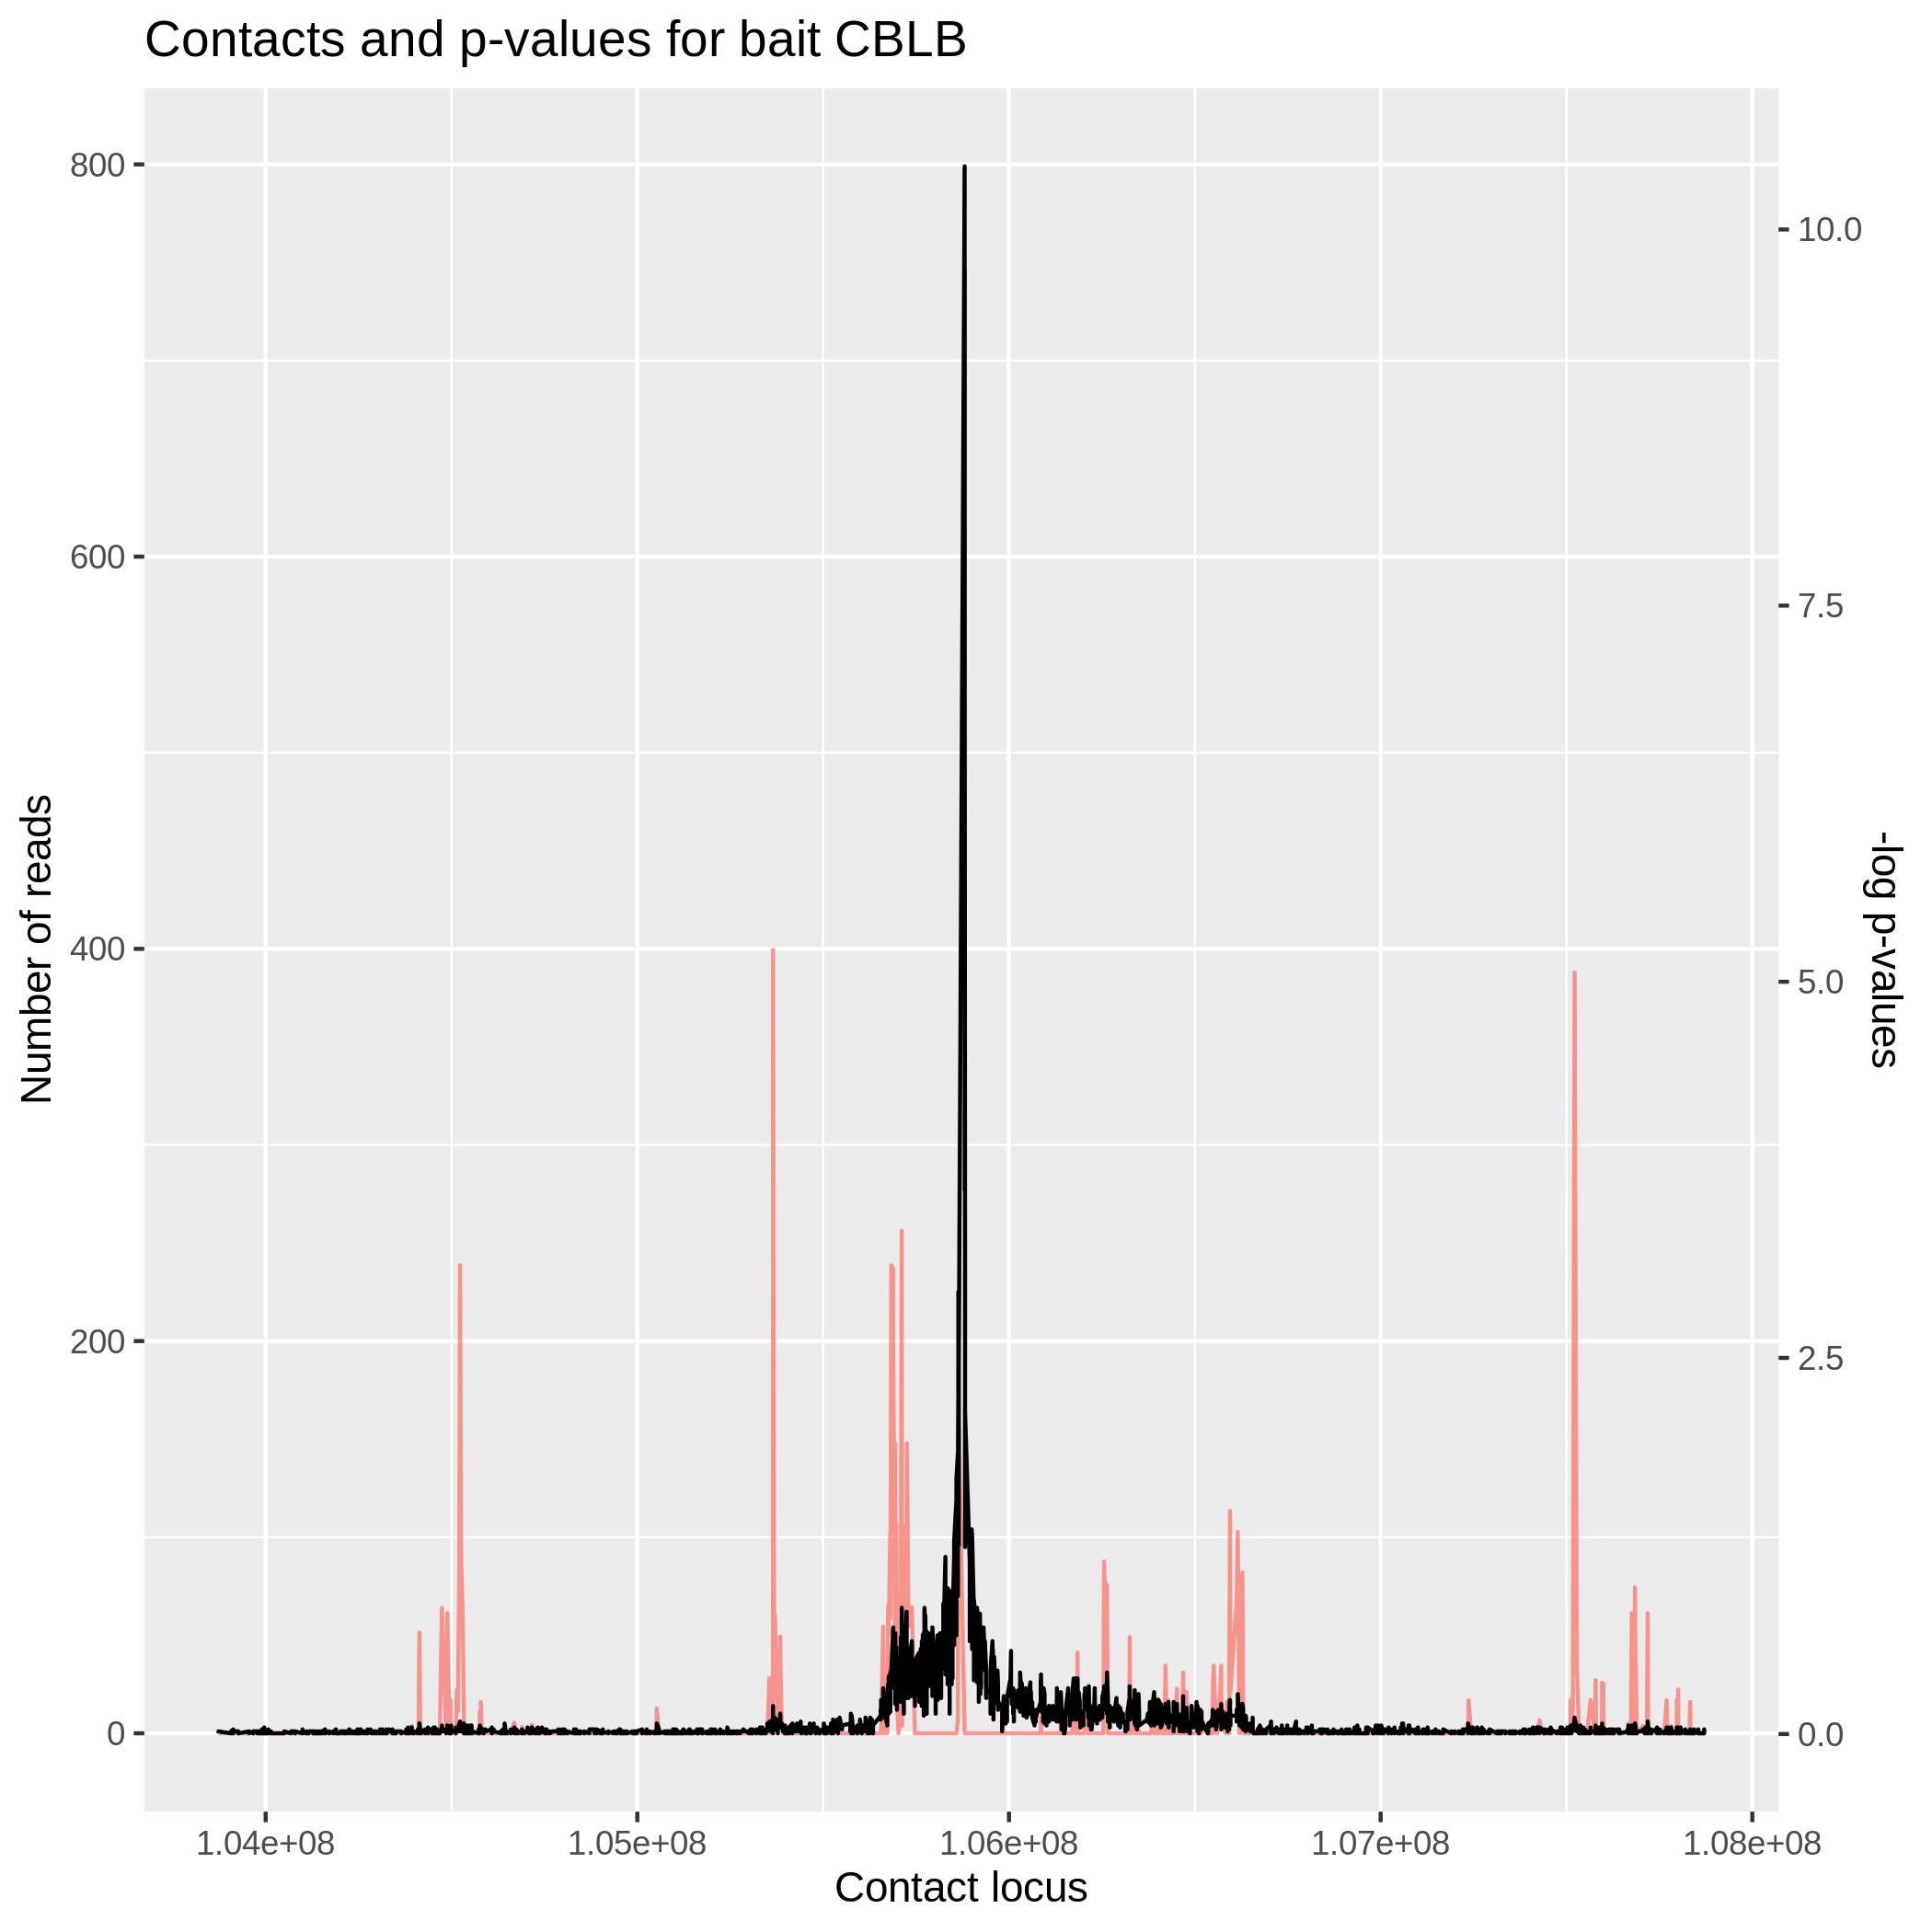 Contacts and p-values for bait CBLB
800
600
400
200
0
Number of reads
10.0
7.5
5.0
2.5
0.0
-log p-values
1.04e+08
1.05e+08
1.06e+08
1.07e+08
1.08e+08
Contact locus